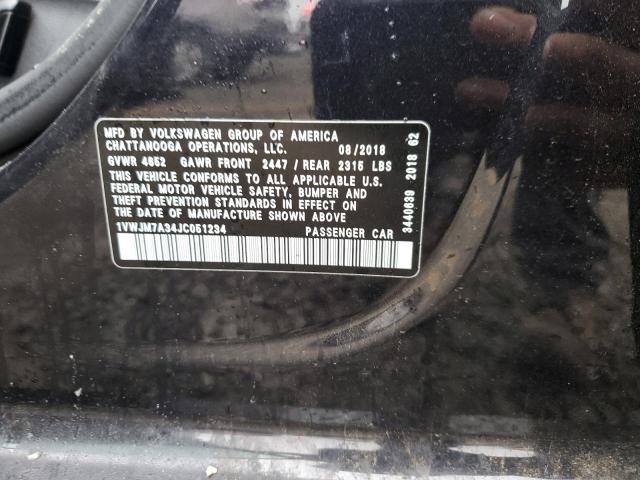 MFD BY VOLKSWAGEN GROUP OF AMERICA
CHATTANOOGA OPERATIONS, LLC. 08/2018
GVWR 4652 GAWR FRONT 2447 / REAR 2315 LBS
THIS VEHICLE CONFORMS TO ALL APPLICABLE U.S.
FEDERAL MOTOR VEHICLE SAFETY, BUMPER AND
THEFT PREVENTION STANDARDS IN EFFECT ON
THE DATE OF MANUFACTURE SHOWN ABOVE
1VWJM7A34JC051234 PASSENGER CAR
3440639 2018 62